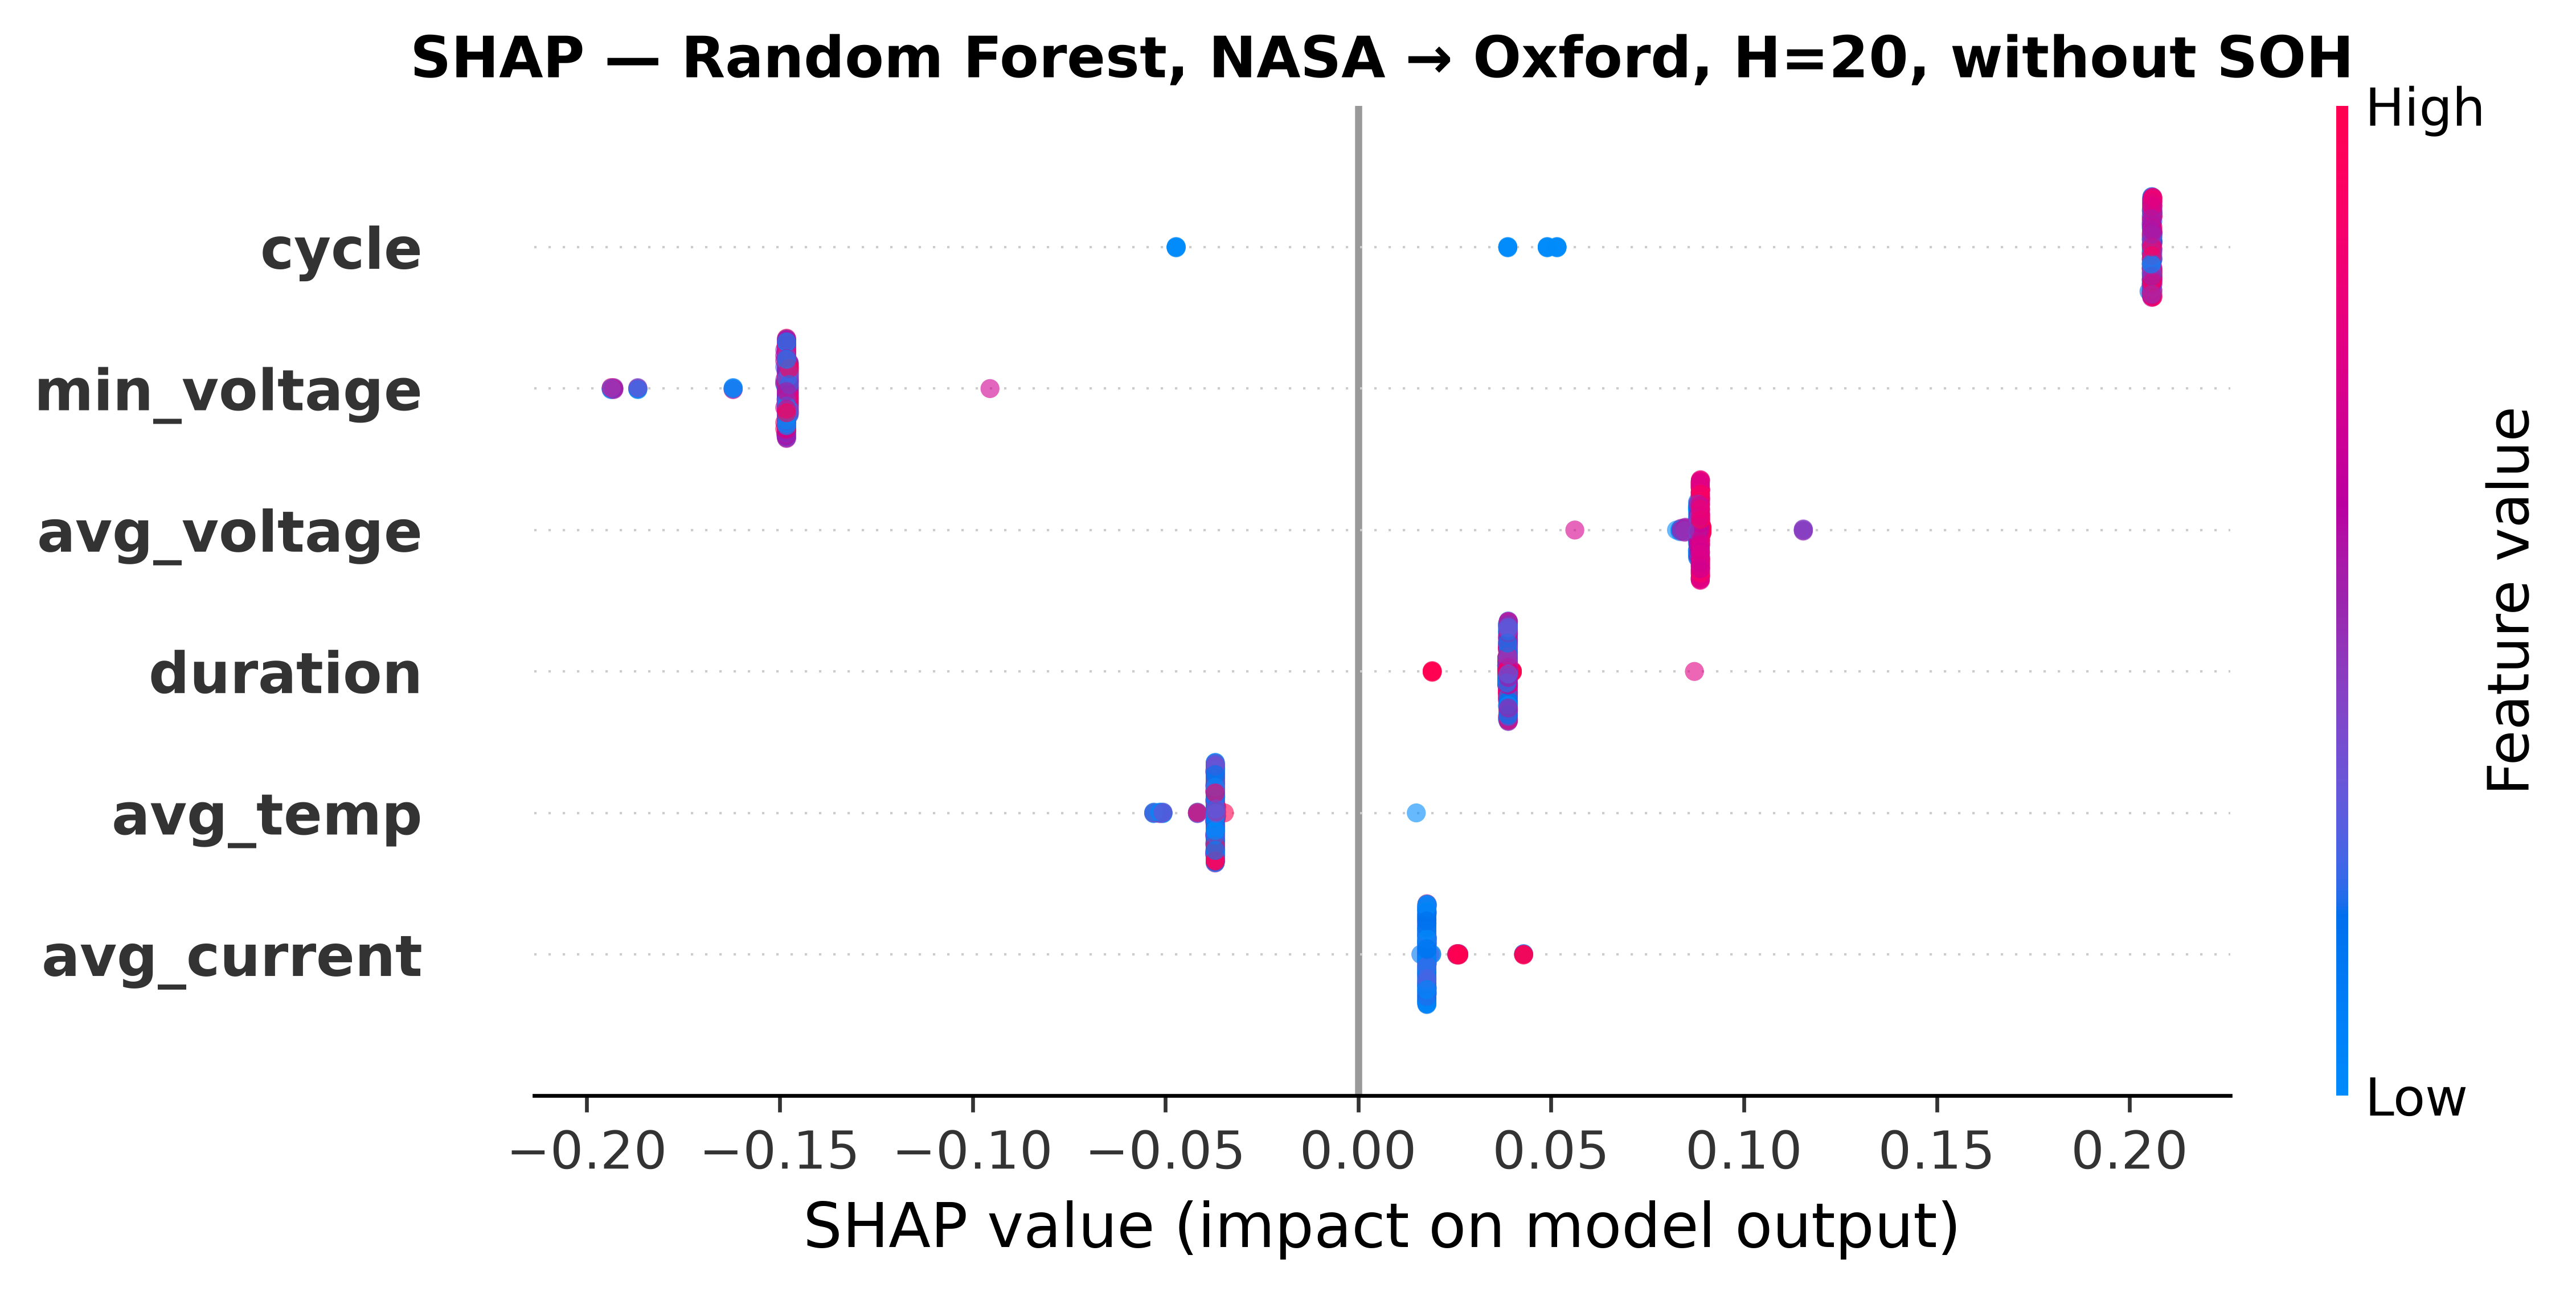 SHAP — Random Forest, NASA → Oxford, H=20, without SOH
High
cycle
min_voltage
avg_voltage
duration
avg_temp
avg_current
Feature value
Low
−0.20 −0.15 −0.10 −0.05 0.00 0.05 0.10 0.15 0.20
SHAP value (impact on model output)